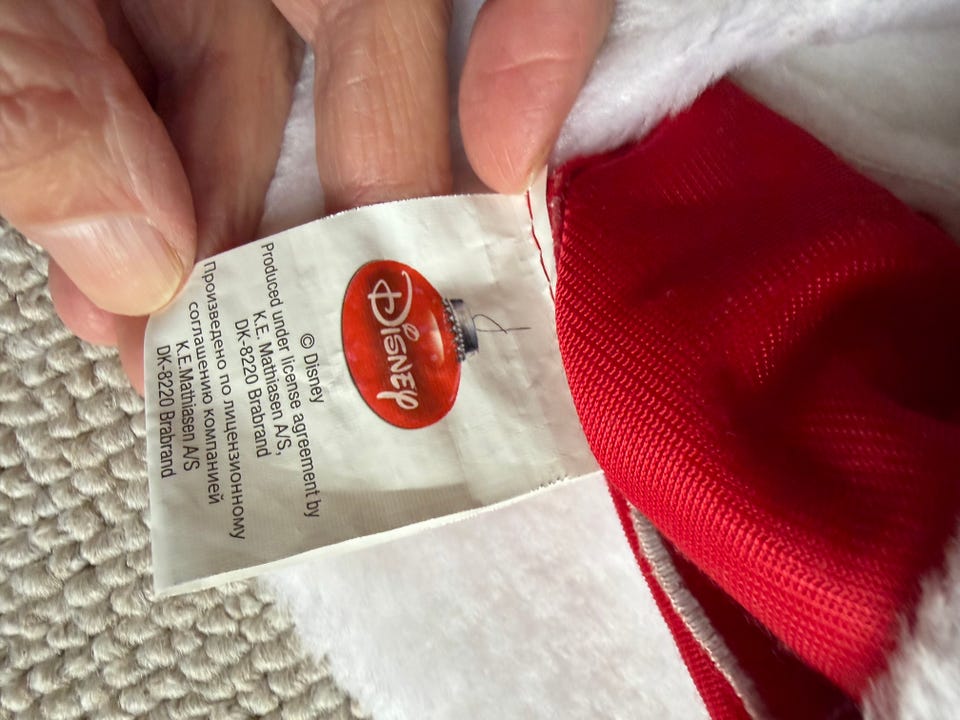 Disney
© Disney
Produced under license agreement by
K.E. Mathiasen A/S,
DK-8220 Brabrand
Произведено по лицензионному
соглашению компанией
K.E.Mathiasen A/S
DK-8220 Brabrand